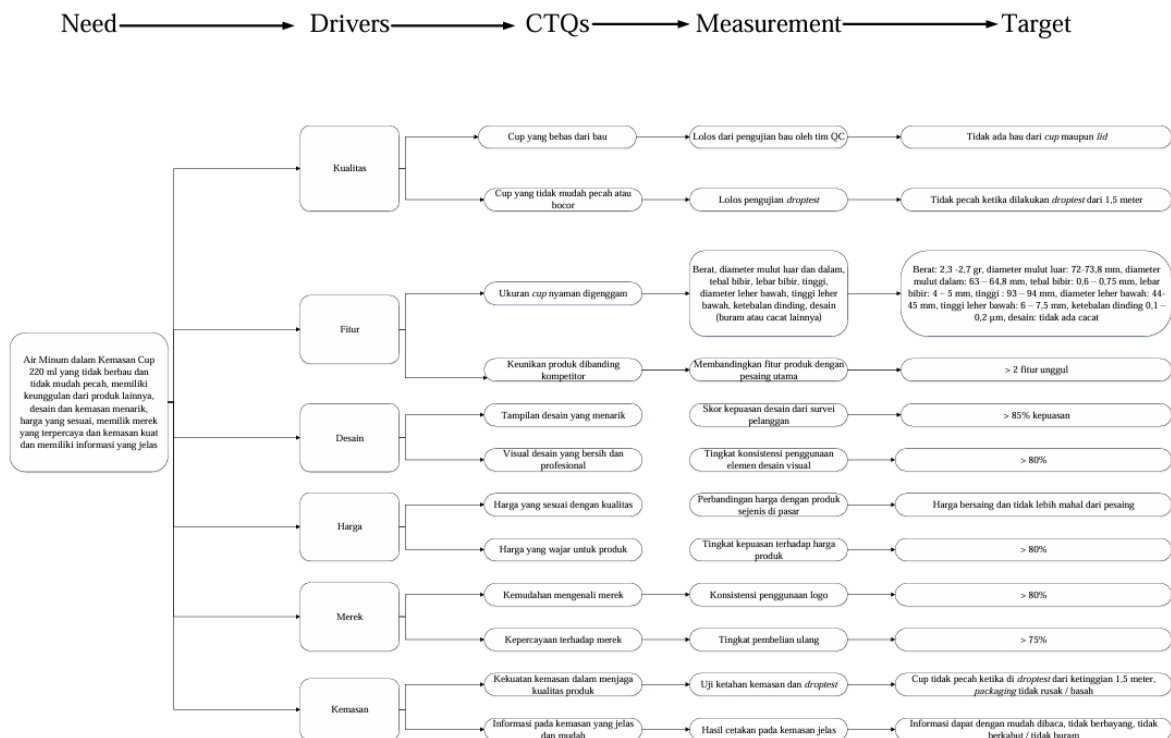 Need
Drivers
CTQs
Measurement
Target
Air Minum dalam Kemasan Cup
220 ml yang tidak berbau dan
tidak mudah pecah, memiliki
keunggulan dari produk lainnya,
desain dan kemasan menarik,
harga yang sesuai, memilik merek
yang terpercaya dan kemasan kuat
dan memiliki informasi yang jelas
Kualitas
Cup yang bebas dari bau
Lolos dari pengujian bau oleh tim QC
Tidak ada bau dari cup maupun lid
Cup yang tidak mudah pecah atau
bocor
Lolos pengujian droptest
Tidak pecah ketika dilakukan droptest dari 1,5 meter
Fitur
Ukuran cup nyaman digenggam
Berat, diameter mulut luar dan dalam,
tebal bibir, lebar bibir, tinggi,
diameter leher bawah, tinggi leher
bawah, ketebalan dinding, desain
(buram atau cacat lainnya)
Berat: 2,3 -2,7 gr, diameter mulut luar: 72-73,8 mm, diameter
mulut dalam: 63 – 64,8 mm, tebal bibir: 0,6 – 0,75 mm, lebar
bibir: 4 – 5 mm, tinggi : 93 – 94 mm, diameter leher bawah: 44-
45 mm, tinggi leher bawah: 6 – 7,5 mm, ketebalan dinding 0,1 –
0,2 µm, desain: tidak ada cacat
Keunikan produk dibanding
kompetitor
Membandingkan fitur produk dengan
pesaing utama
> 2 fitur unggul
Desain
Tampilan desain yang menarik
Skor kepuasan desain dari survei
pelanggan
> 85% kepuasan
Visual desain yang bersih dan
profesional
Tingkat konsistensi penggunaan
elemen desain visual
> 80%
Harga
Harga yang sesuai dengan kualitas
Perbandingan harga dengan produk
sejenis di pasar
Harga bersaing dan tidak lebih mahal dari pesaing
Harga yang wajar untuk produk
Tingkat kepuasan terhadap harga
produk
> 80%
Merek
Kemudahan mengenali merek
Konsistensi penggunaan logo
> 80%
Kepercayaan terhadap merek
Tingkat pembelian ulang
> 75%
Kemasan
Kekuatan kemasan dalam menjaga
kualitas produk
Uji ketahan kemasan dan droptest
Cup tidak pecah ketika di droptest dari ketinggian 1,5 meter,
packaging tidak rusak / basah
Informasi pada kemasan yang jelas
dan mudah
Hasil cetakan pada kemasan jelas
Informasi dapat dengan mudah dibaca, tidak berbayang, tidak
berkabut / tidak buram